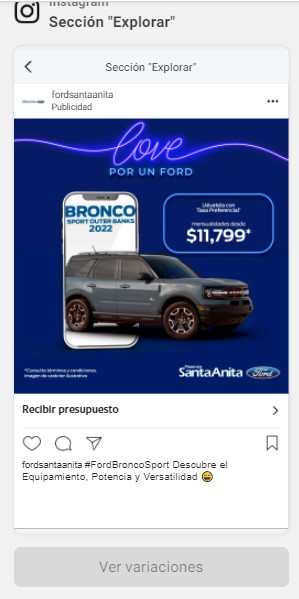 Instagram
Sección "Explorar"
Sección "Explorar"
fordsantaanita
Publicidad
love
POR UN FORD
BRONCO
SPORT OUTER BANKS
2022
Llévatela con
Tasa Preferencial*
mensualidades desde
$11,799*
*Consulta términos y condiciones.
Imagen de carácter ilustrativo
SantaAnita Ford
Recibir presupuesto
fordsantaanita #FordBroncoSport Descubre el
Equipamiento, Potencia y Versatilidad 😄
Ver variaciones